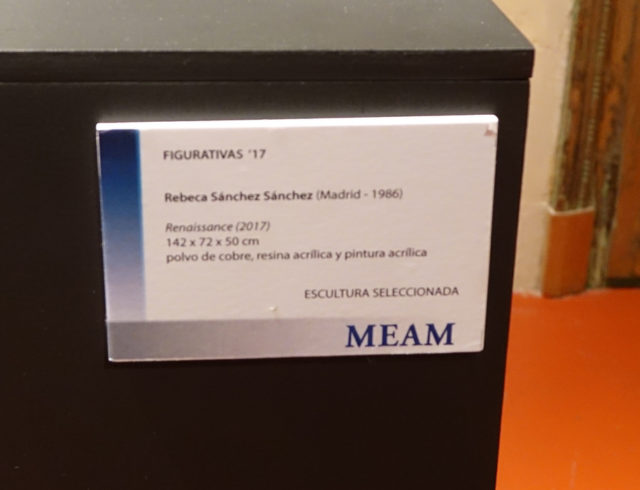 FIGURATIVAS '17
Rebeca Sánchez Sánchez (Madrid - 1986)
Renaissance (2017)
142 x 72 x 50 cm
polvo de cobre, resina acrílica y pintura acrílica
ESCULTURA SELECCIONADA
MEAM